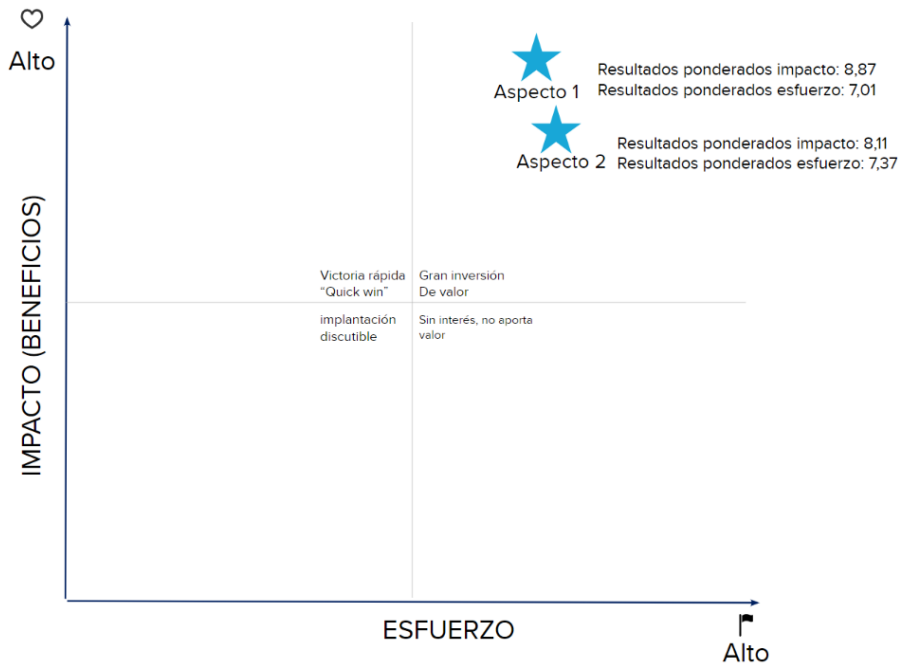 Alto
Resultados ponderados impacto: 8,87
Resultados ponderados esfuerzo: 7,01
Aspecto 1
Resultados ponderados impacto: 8,11
Resultados ponderados esfuerzo: 7,37
Aspecto 2
IMPACTO (BENEFICIOS)
Victoria rápida
“Quick win”
Gran inversión
De valor
implantación
discutible
Sin interés, no aporta
valor
ESFUERZO
Alto